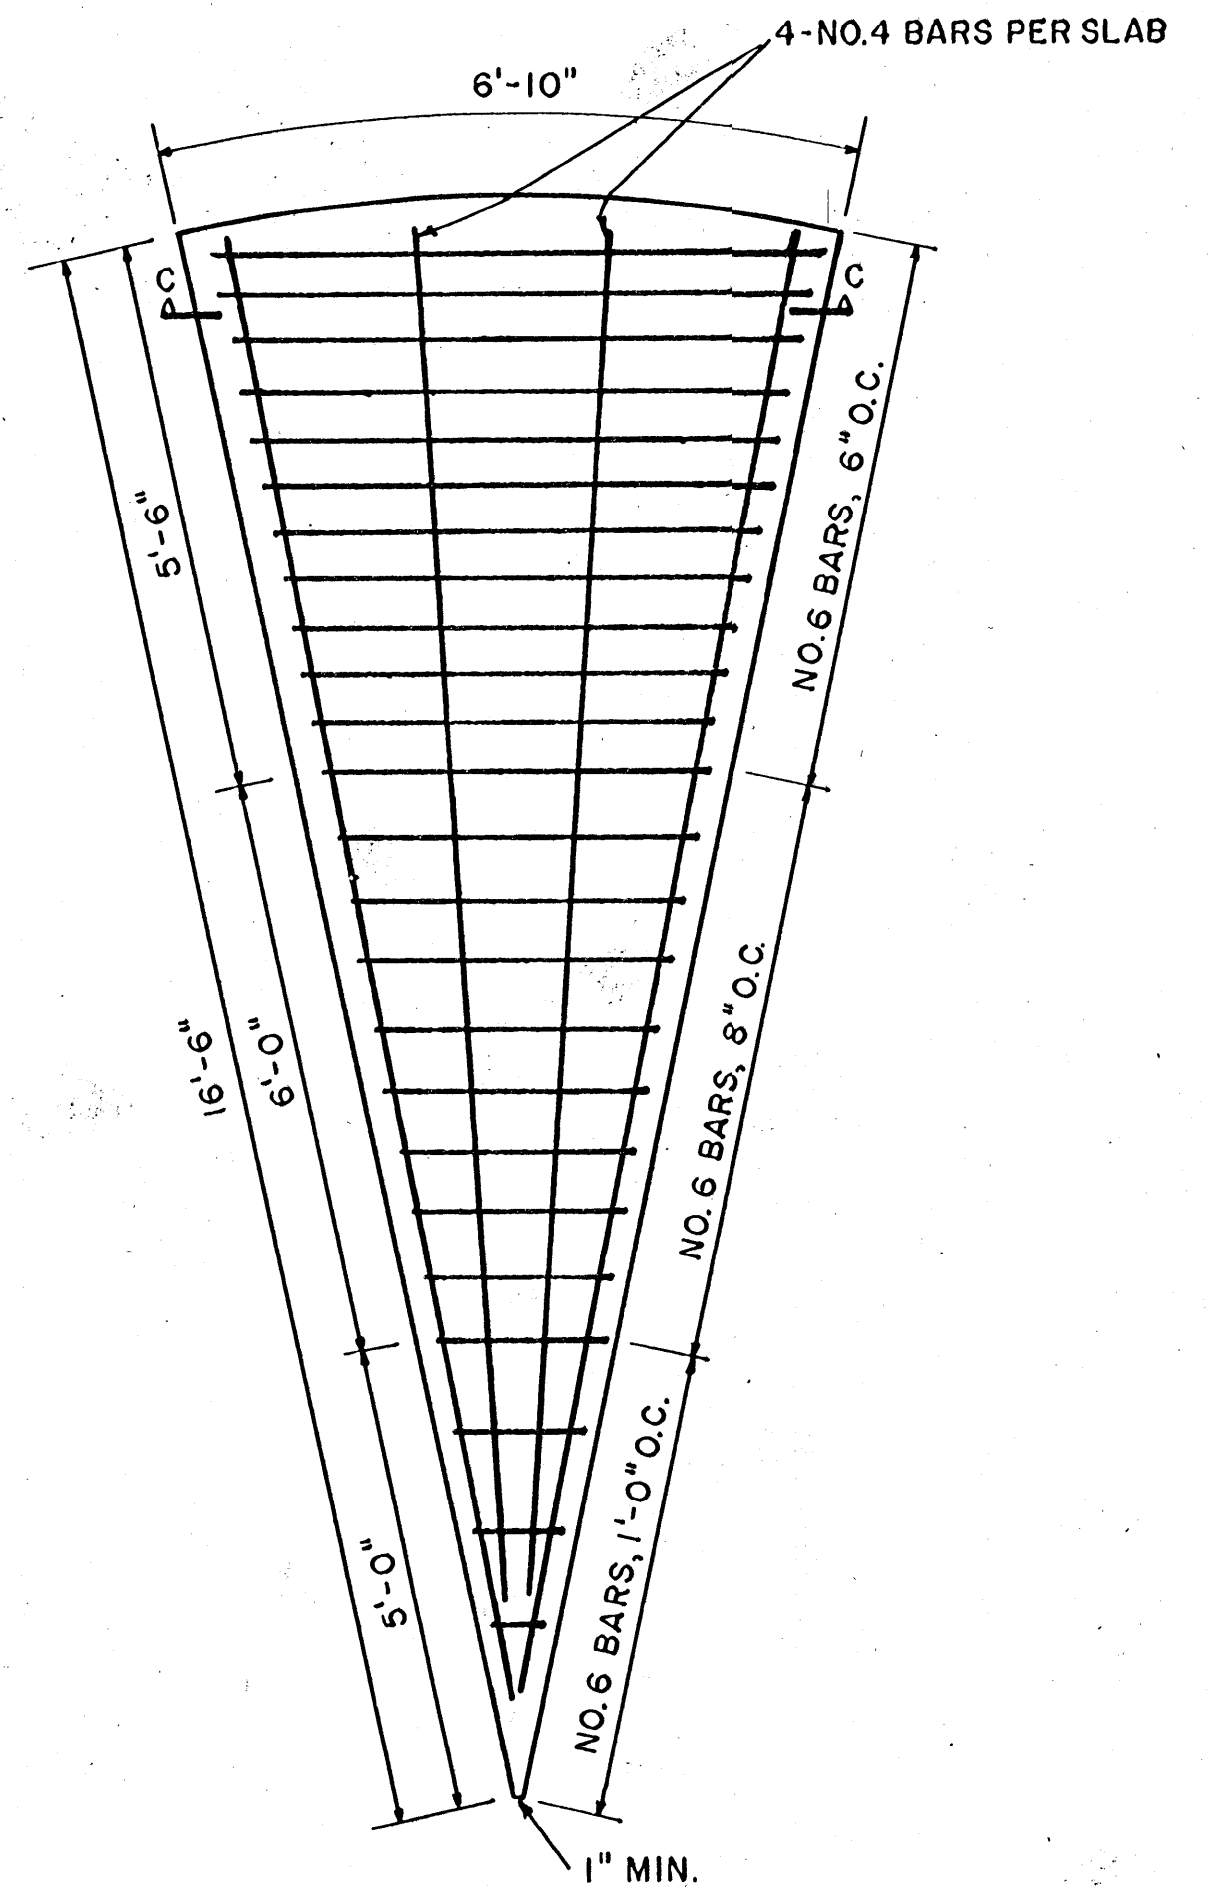 4-NO.4 BARS PER SLAB
6'-10"
C
C
NO.6 BARS, 6" O.C.
5'-6"
NO. 6 BARS, 8" O.C.
6'-0"
16'-6"
NO. 6 BARS, 1'-0" O.C.
5'-0"
1" MIN.